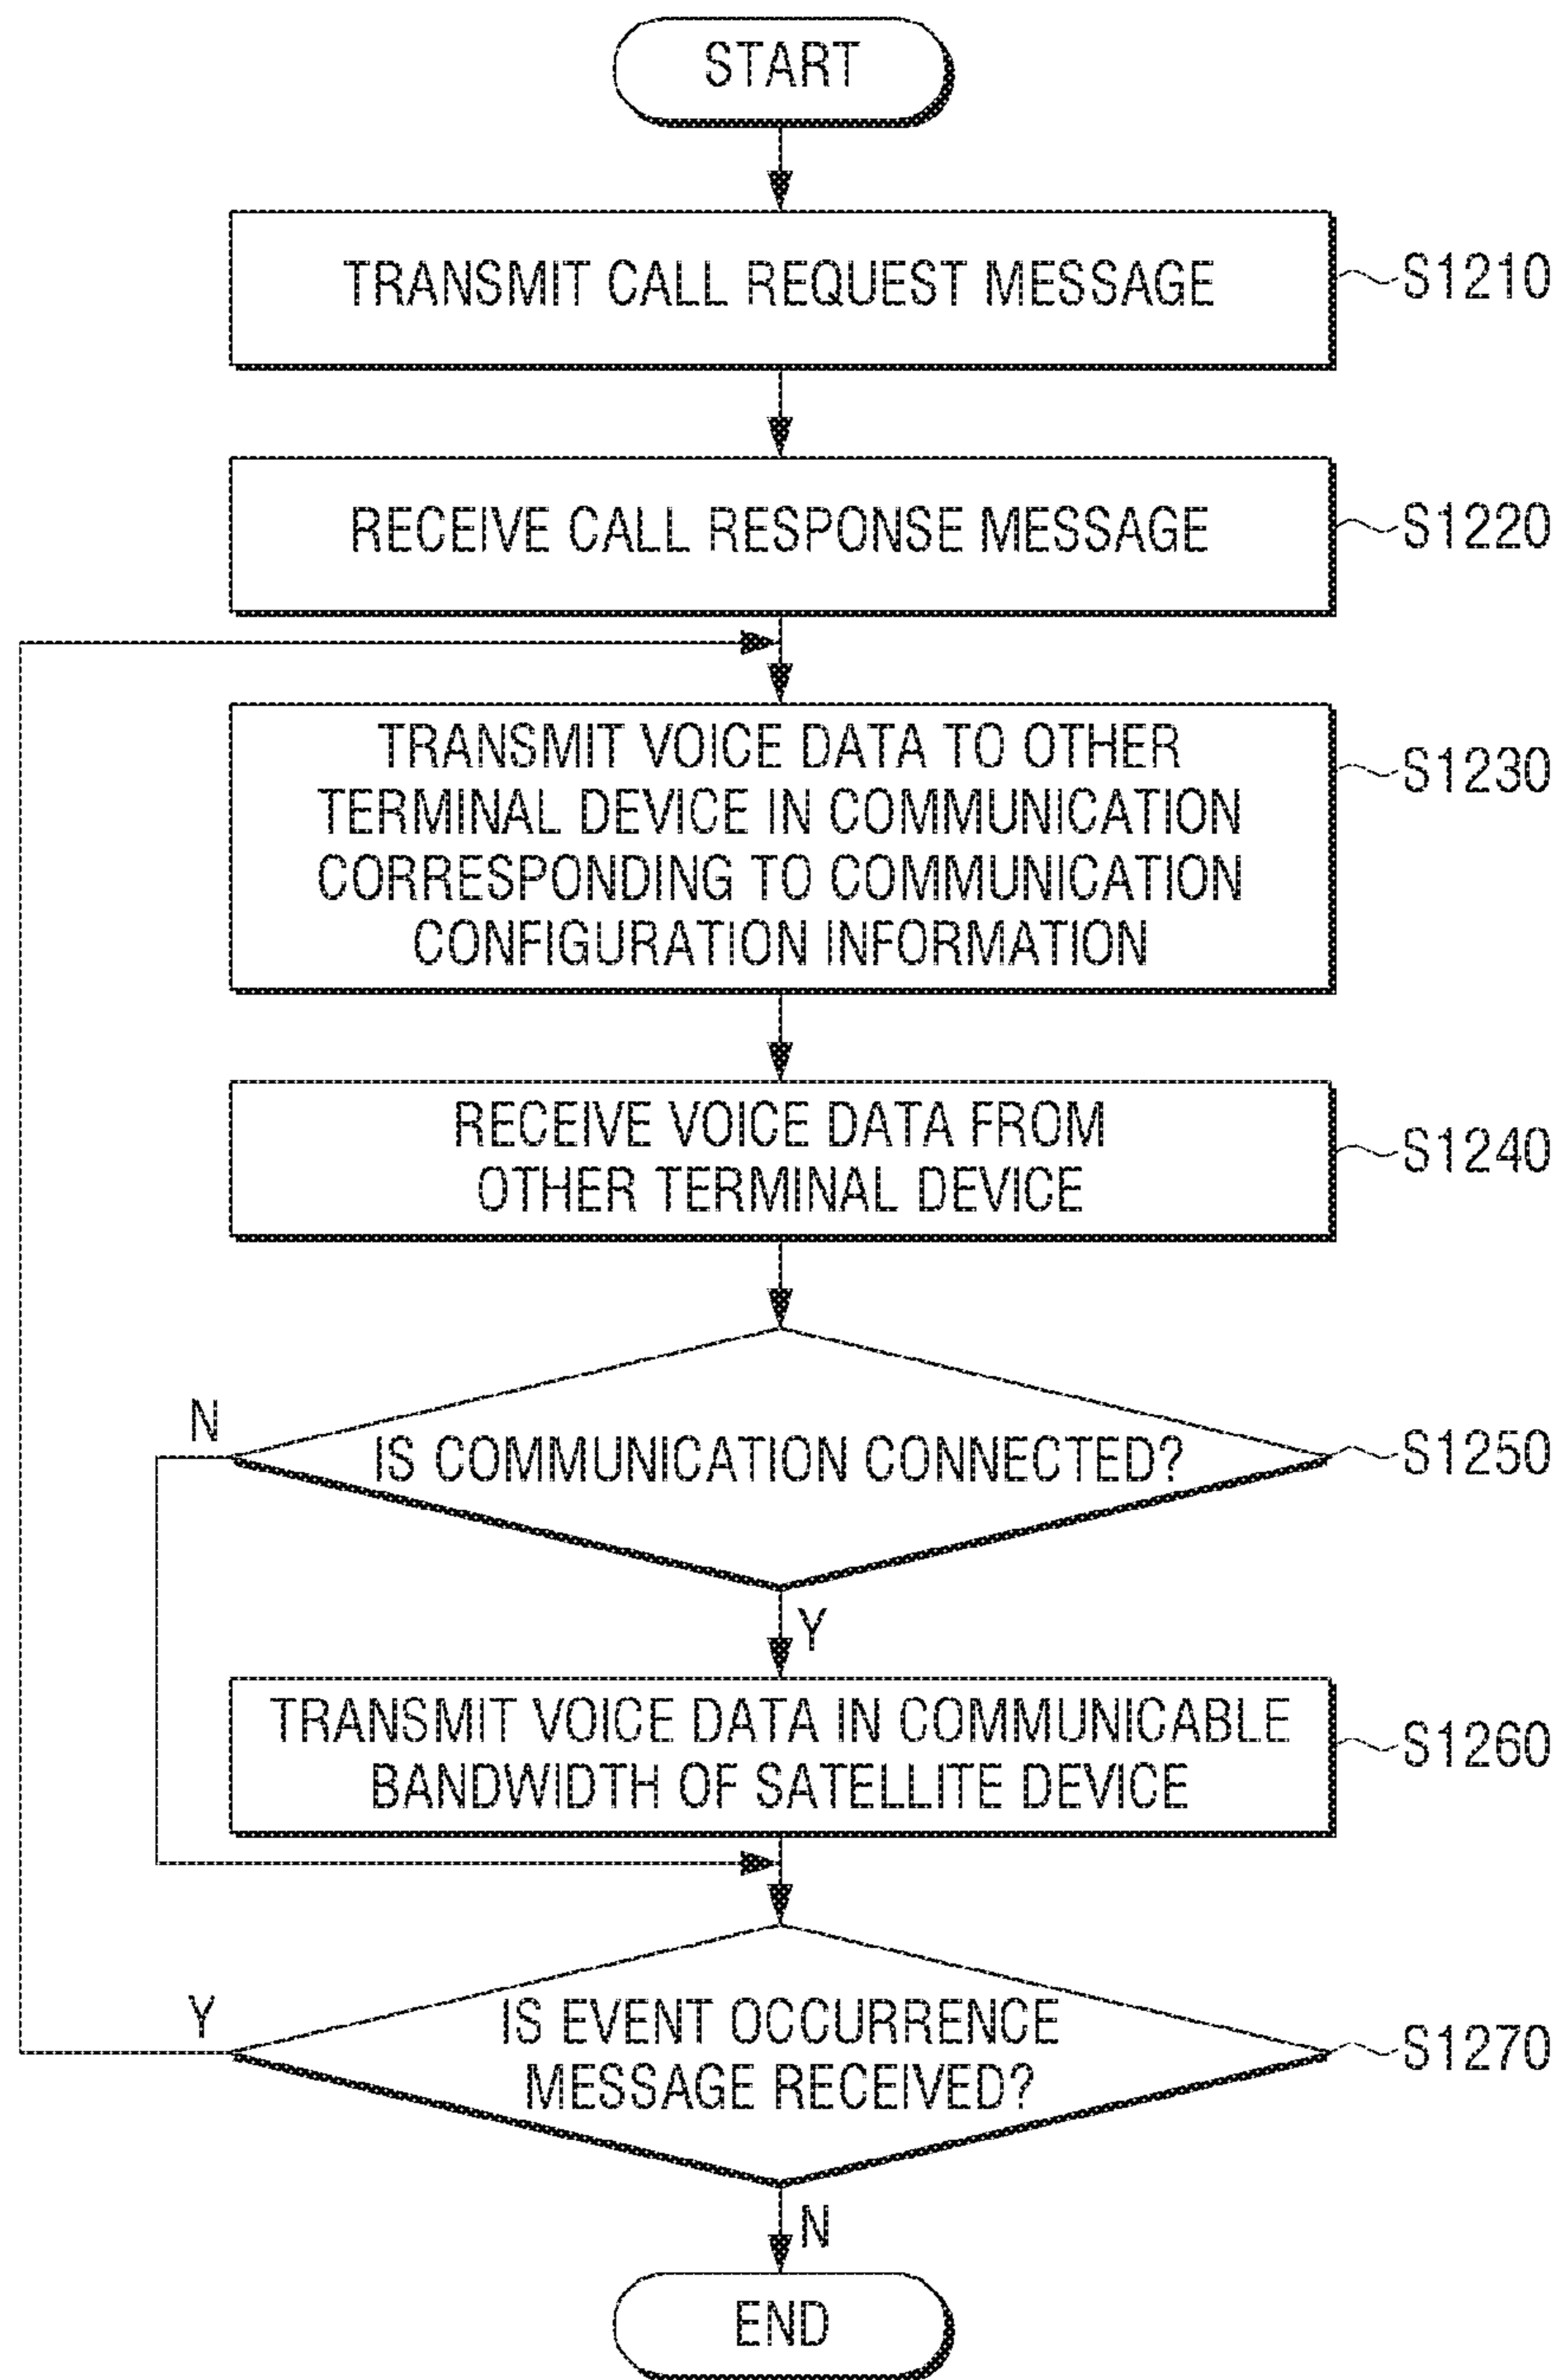 START
TRANSMIT CALL REQUEST MESSAGE
S1210
RECEIVE CALL RESPONSE MESSAGE
S1220
TRANSMIT VOICE DATA TO OTHER
TERMINAL DEVICE IN COMMUNICATION
CORRESPONDING TO COMMUNICATION
CONFIGURATION INFORMATION
S1230
RECEIVE VOICE DATA FROM
OTHER TERMINAL DEVICE
S1240
N
IS COMMUNICATION CONNECTED?
S1250
Y
TRANSMIT VOICE DATA IN COMMUNICABLE
BANDWIDTH OF SATELLITE DEVICE
S1260
Y
IS EVENT OCCURRENCE
MESSAGE RECEIVED?
S1270
N
END